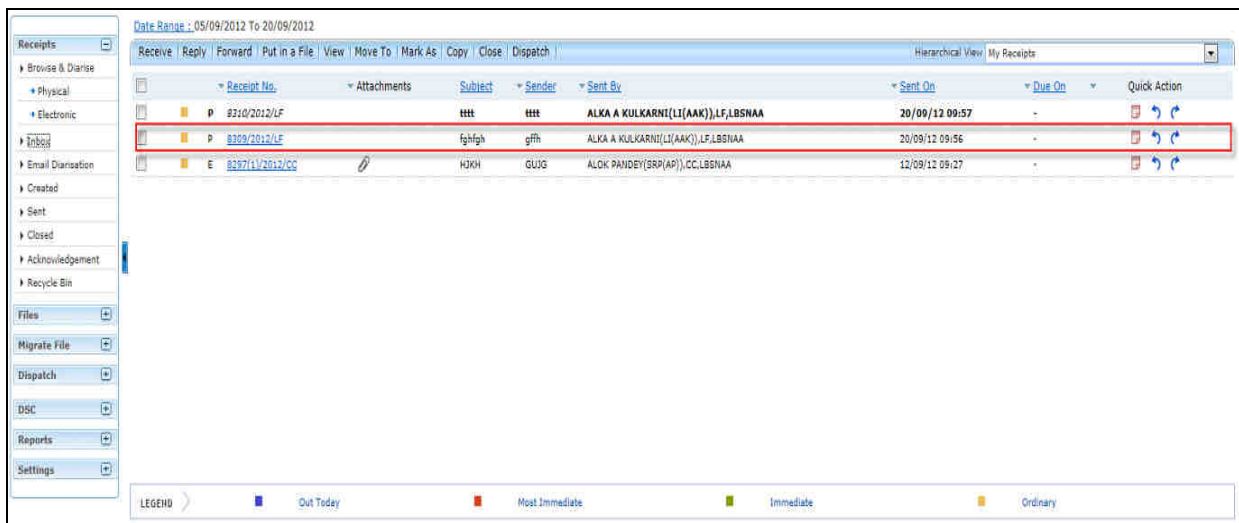 Date Range : 05/09/2012 To 20/09/2012
Receipts
Browse & Diarise
Physical
Electronic
Inbox
Email Diarisation
Created
Sent
Closed
Acknowledgement
Recycle Bin
Files
Migrate File
Dispatch
DSC
Reports
Settings
Receive Reply Forward Put in a File View Move To Mark As Copy Close Dispatch Hierarchical View My Receipts
Receipt No. Attachments Subject Sender Sent By Sent On Due On Quick Action
P 8310/2012/LF tttt tttt ALKA A KULKARNI(LI(AAK)),LF,LBSNAA 20/09/12 09:57 -
P 8309/2012/LF fghfgh gffh ALKA A KULKARNI(LI(AAK)),LF,LBSNAA 20/09/12 09:56 -
E 8297(1)/2012/CC HJKH GUJG ALOK PANDEY(SRP(AP)),CC,LBSNAA 12/09/12 09:27 -
LEGEND Out Today Most Immediate Immediate Ordinary